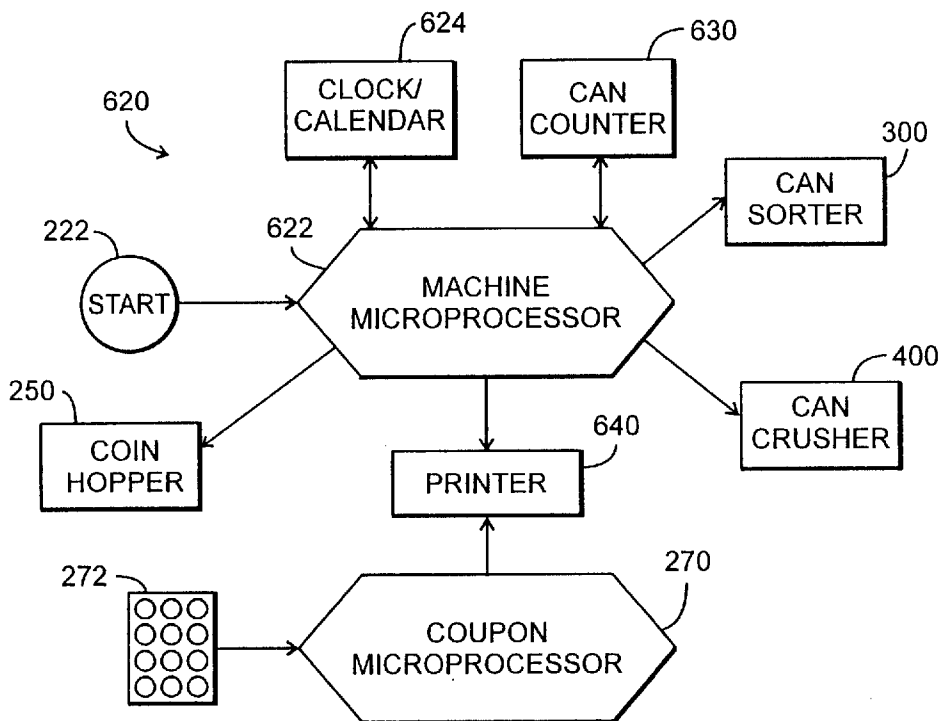 624
CLOCK/
CALENDAR
630
CAN
COUNTER
620
300
CAN
SORTER
222
START
622
MACHINE
MICROPROCESSOR
250
COIN
HOPPER
640
PRINTER
400
CAN
CRUSHER
272
270
COUPON
MICROPROCESSOR